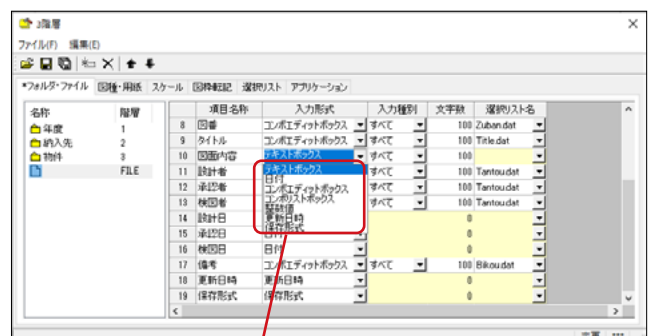 3階層
ファイル(F) 編集(E)
*フォルダ・ファイル 図種・用紙 スケール 図枠転記 選択リスト アプリケーション
名称 階層
年度 1
納入先 2
物件 3
FILE
項目名称 入力形式 入力種別 文字数 選択リスト名
8 図番 コンボエディットボックス すべて 100 Zuban.dat
9 タイトル コンボエディットボックス すべて 100 Title.dat
10 図面内容 テキストボックス すべて 100
11 設計者 すべて 100 Tantou.dat
12 承認者 すべて 100 Tantou.dat
13 検図者 すべて 100 Tantou.dat
テキストボックス
日付
コンボエディットボックス
コンボリストボックス
整数値
更新日時
保存形式
14 設計日 0
15 承認日 日付 0
16 検図日 日付 0
17 備考 コンボエディットボックス すべて 100 Bikou.dat
18 更新日時 更新日時 0
19 保存形式 保存形式 0